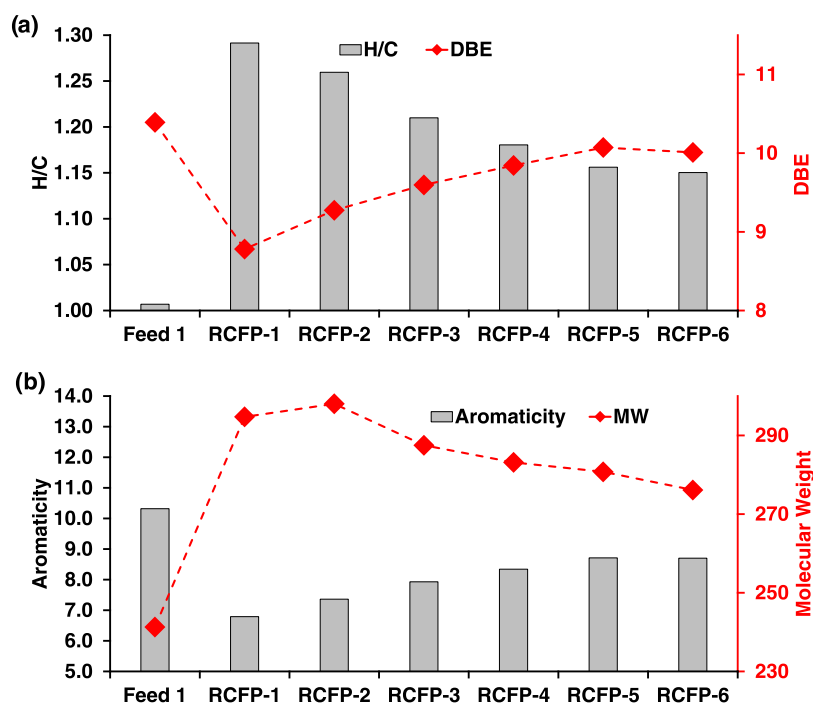 (a)
H/C DBE
1.30
1.25
1.20
1.15
1.10
1.05
1.00
H/C
11
10
9
8
DBE
Feed 1 RCFP-1 RCFP-2 RCFP-3 RCFP-4 RCFP-5 RCFP-6
(b)
Aromaticity MW
14.0
13.0
12.0
11.0
10.0
9.0
8.0
7.0
6.0
5.0
Aromaticity
290
270
250
230
Molecular Weight
Feed 1 RCFP-1 RCFP-2 RCFP-3 RCFP-4 RCFP-5 RCFP-6